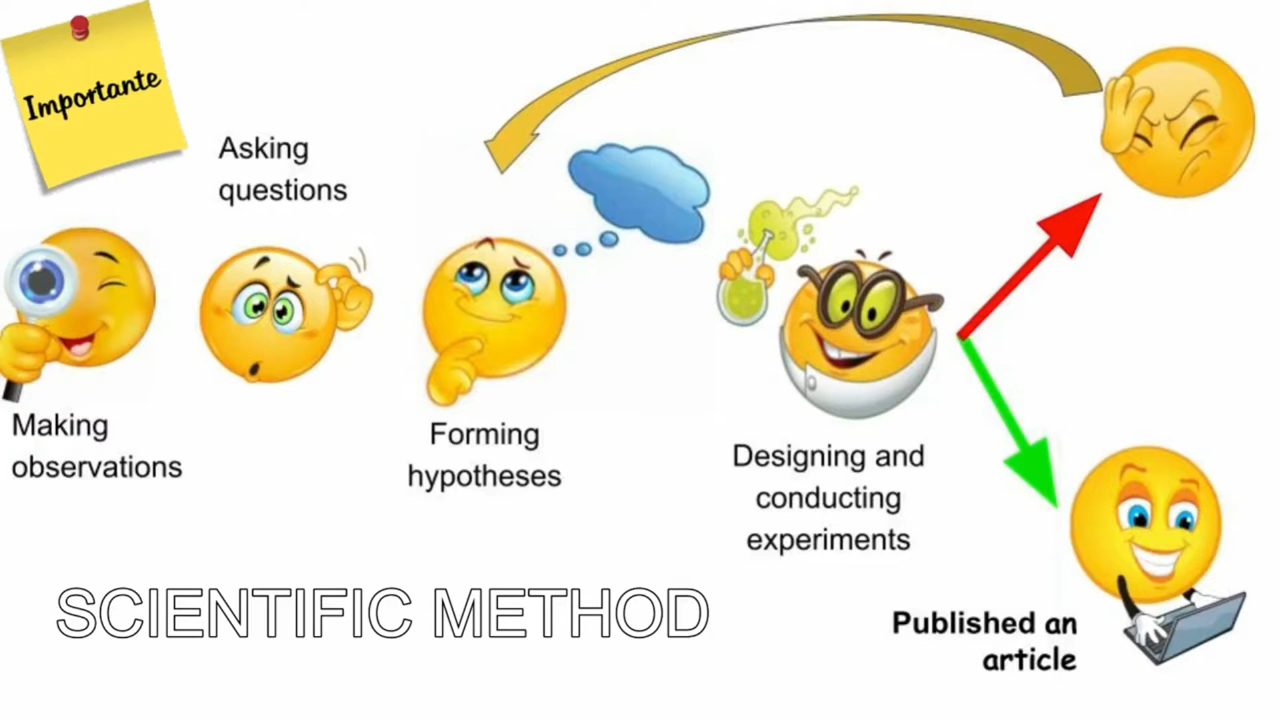 Importante
Asking
questions
Making
observations
Forming
hypotheses
Designing and
conducting
experiments
SCIENTIFIC METHOD
Published an
article